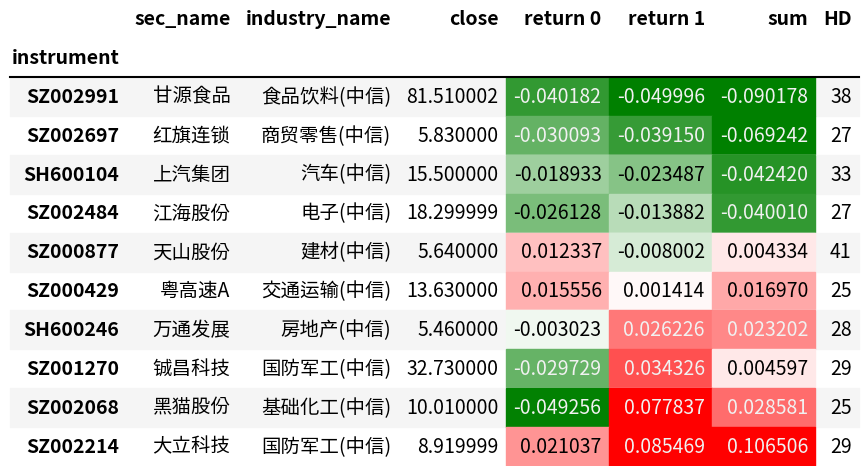 sec_name industry_name close return 0 return 1 sum HD
instrument
SZ002991 甘源食品 食品饮料(中信) 81.510002 -0.040182 -0.049996 -0.090178 38
SZ002697 红旗连锁 商贸零售(中信) 5.830000 -0.030093 -0.039150 -0.069242 27
SH600104 上汽集团 汽车(中信) 15.500000 -0.018933 -0.023487 -0.042420 33
SZ002484 江海股份 电子(中信) 18.299999 -0.026128 -0.013882 -0.040010 27
SZ000877 天山股份 建材(中信) 5.640000 0.012337 -0.008002 0.004334 41
SZ000429 粤高速A 交通运输(中信) 13.630000 0.015556 0.001414 0.016970 25
SH600246 万通发展 房地产(中信) 5.460000 -0.003023 0.026226 0.023202 28
SZ001270 铖昌科技 国防军工(中信) 32.730000 -0.029729 0.034326 0.004597 29
SZ002068 黑猫股份 基础化工(中信) 10.010000 -0.049256 0.077837 0.028581 25
SZ002214 大立科技 国防军工(中信) 8.919999 0.021037 0.085469 0.106506 29